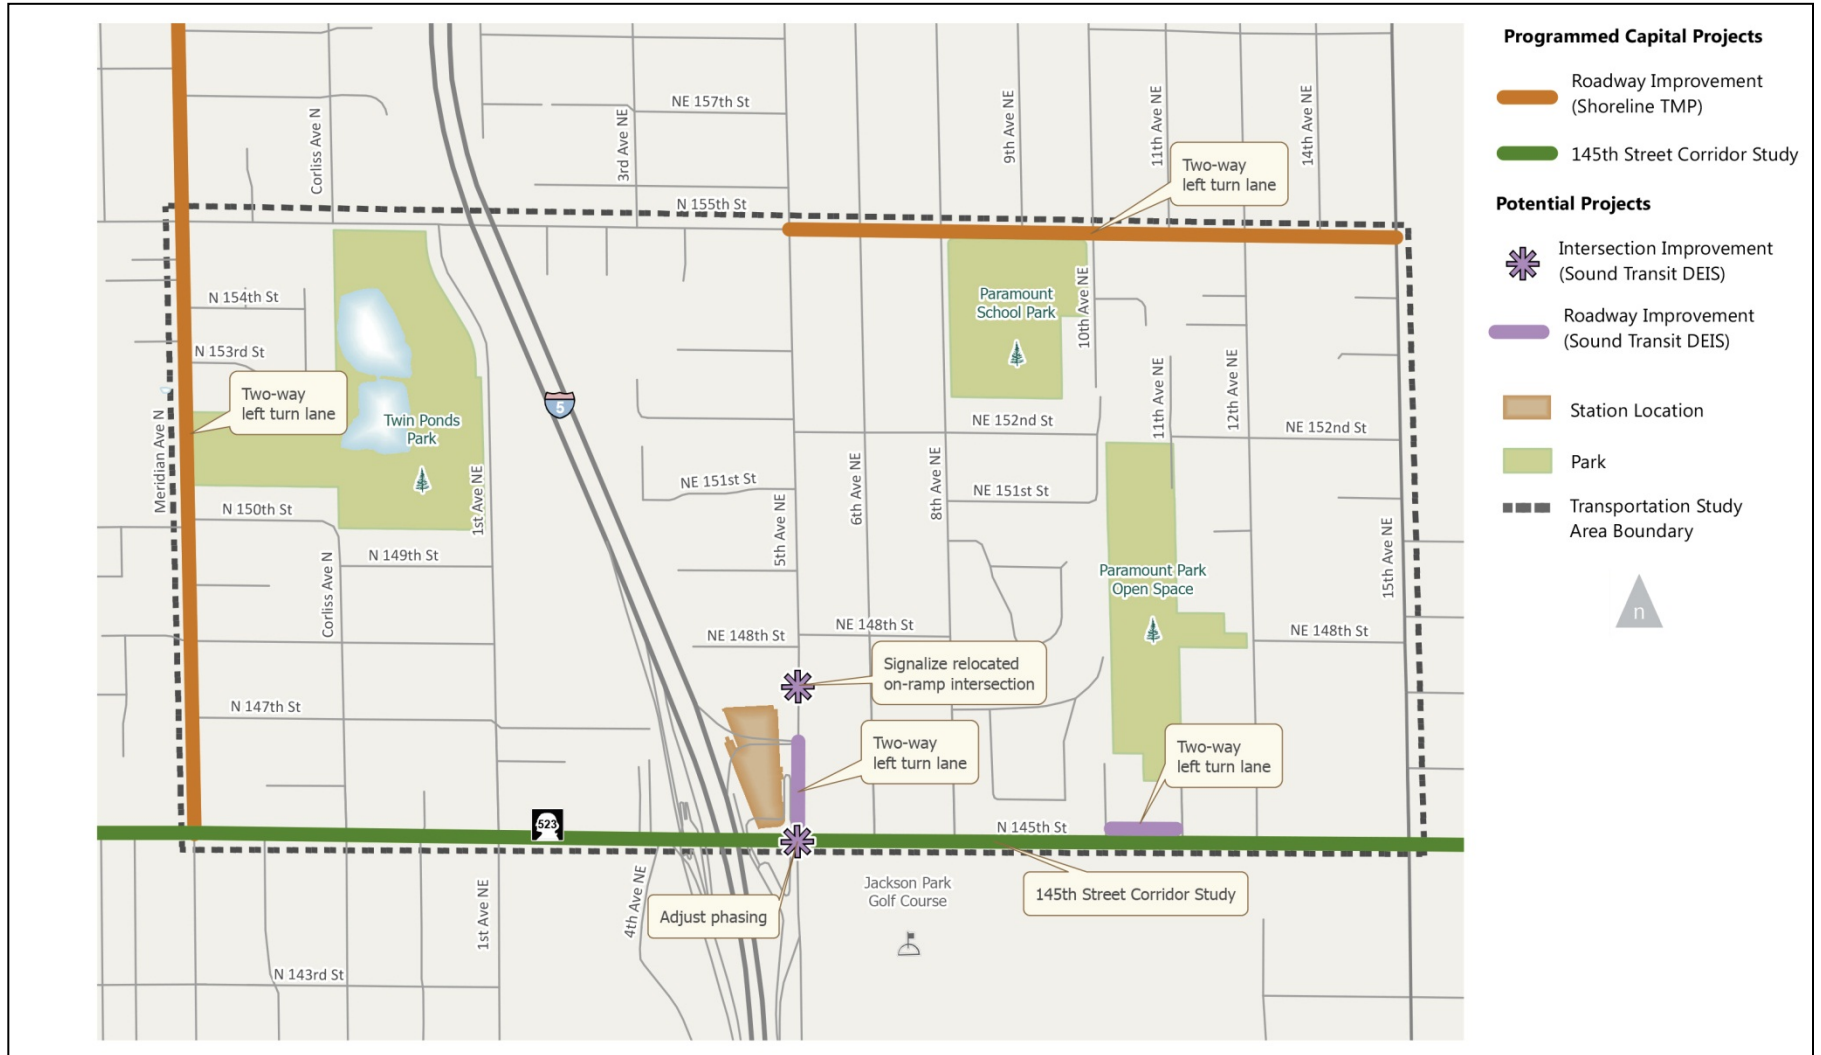 Programmed Capital Projects
Roadway Improvement
(Shoreline TMP)
145th Street Corridor Study
Potential Projects
Intersection Improvement
(Sound Transit DEIS)
Roadway Improvement
(Sound Transit DEIS)
Station Location
Park
Transportation Study
Area Boundary
n
NE 157th St
Corliss Ave N
3rd Ave NE
9th Ave NE
11th Ave NE
14th Ave NE
Two-way
left turn lane
N 155th St
N 154th St
N 153rd St
Two-way
left turn lane
Twin Ponds
Park
Meridian Ave N
1st Ave NE
5
Paramount
School Park
10th Ave NE
11th Ave NE
12th Ave NE
NE 152nd St
NE 152nd St
NE 151st St
NE 151st St
5th Ave NE
6th Ave NE
8th Ave NE
15th Ave NE
N 150th St
N 149th St
Corliss Ave N
Paramount Park
Open Space
NE 148th St
NE 148th St
NE 148th St
Signalize relocated
on-ramp intersection
N 147th St
Two-way
left turn lane
Two-way
left turn lane
523
N 145th St
Jackson Park
Golf Course
145th Street Corridor Study
Adjust phasing
4th Ave NE
1st Ave NE
N 143rd St